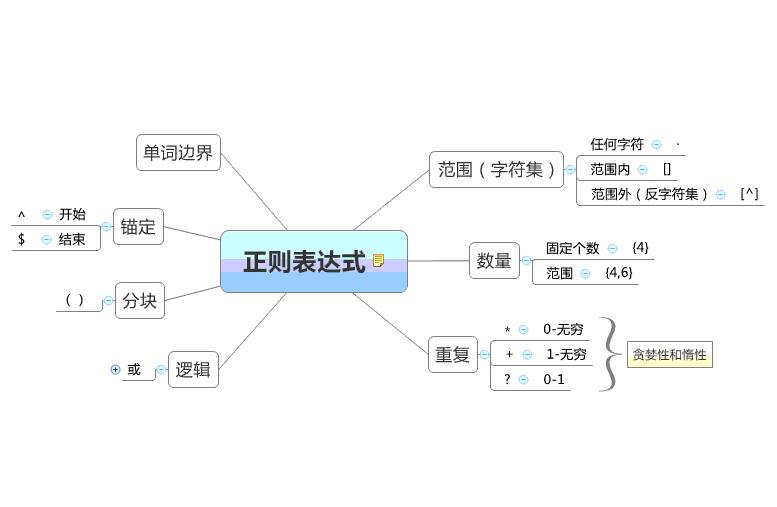 正则表达式
单词边界
锚定
^ 开始
$ 结束
分块
( )
逻辑
或
范围（字符集）
任何字符 .
范围内 []
范围外（反字符集） [^]
数量
固定个数 {4}
范围 {4,6}
重复
* 0-无穷
+ 1-无穷
? 0-1
贪婪性和惰性